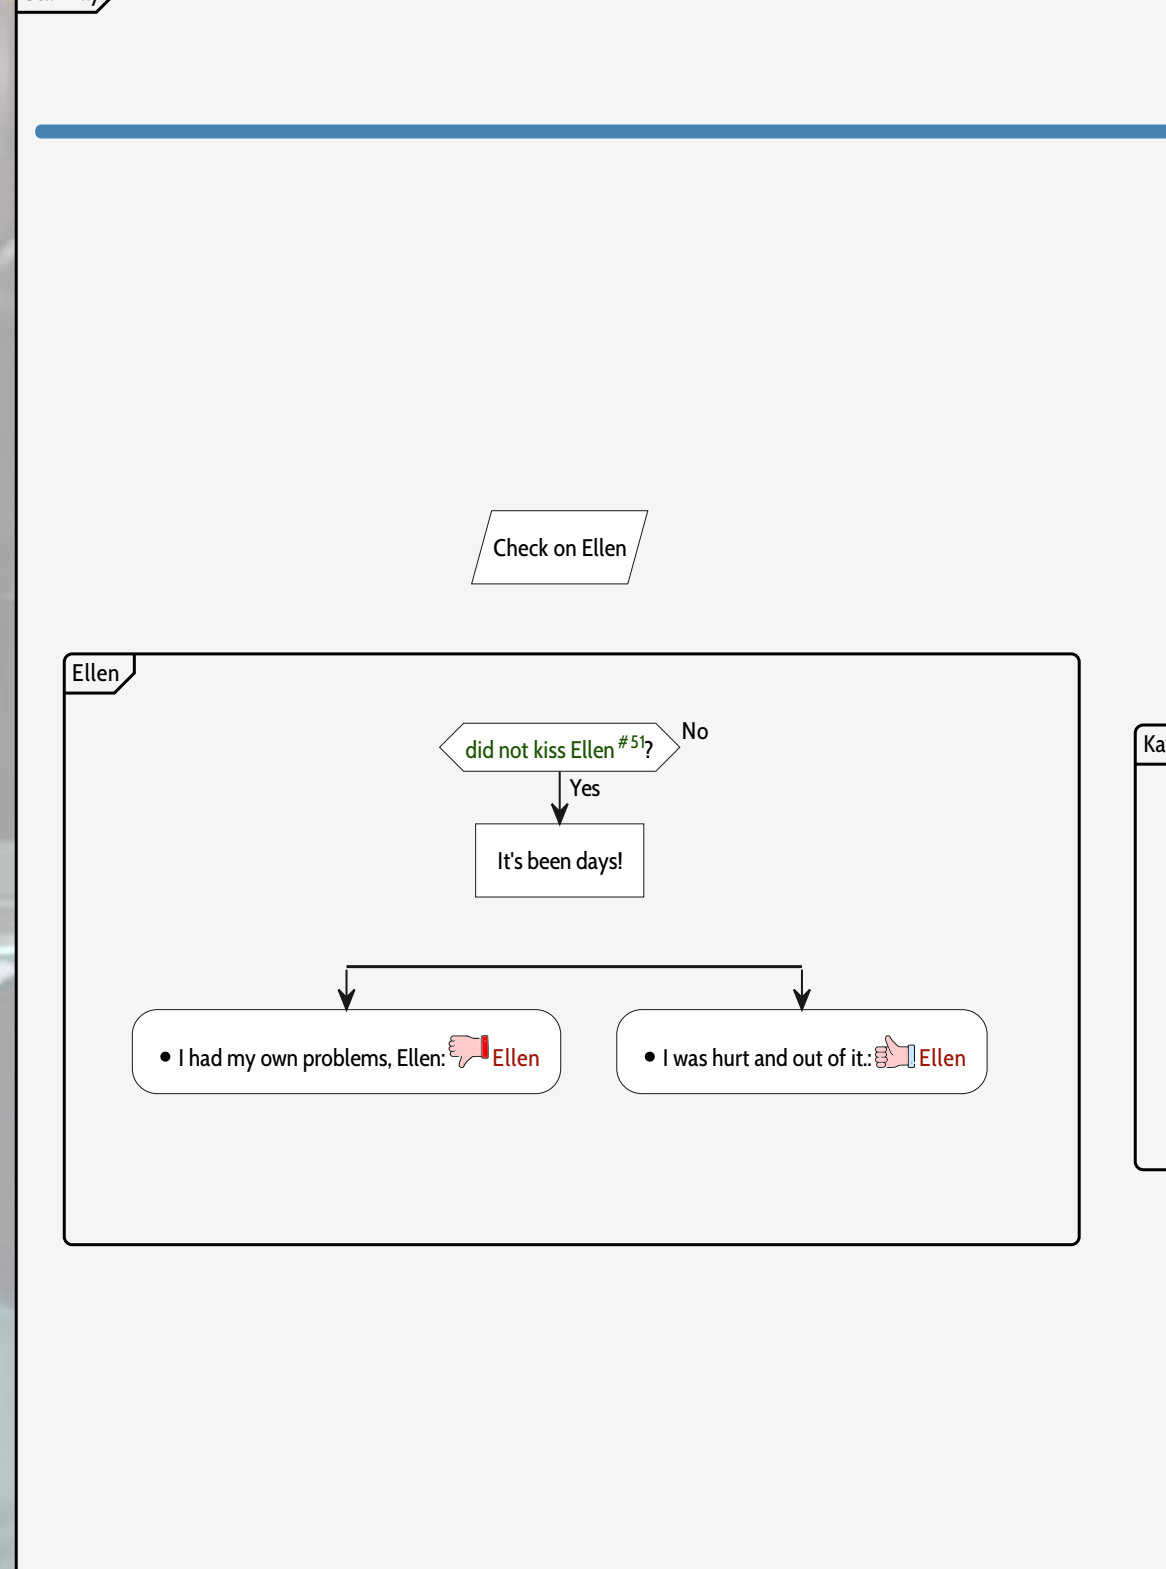 Check on Ellen
Ellen
did not kiss Ellen #51?
No
Yes
It's been days!
• I had my own problems, Ellen: Ellen
• I was hurt and out of it.: Ellen